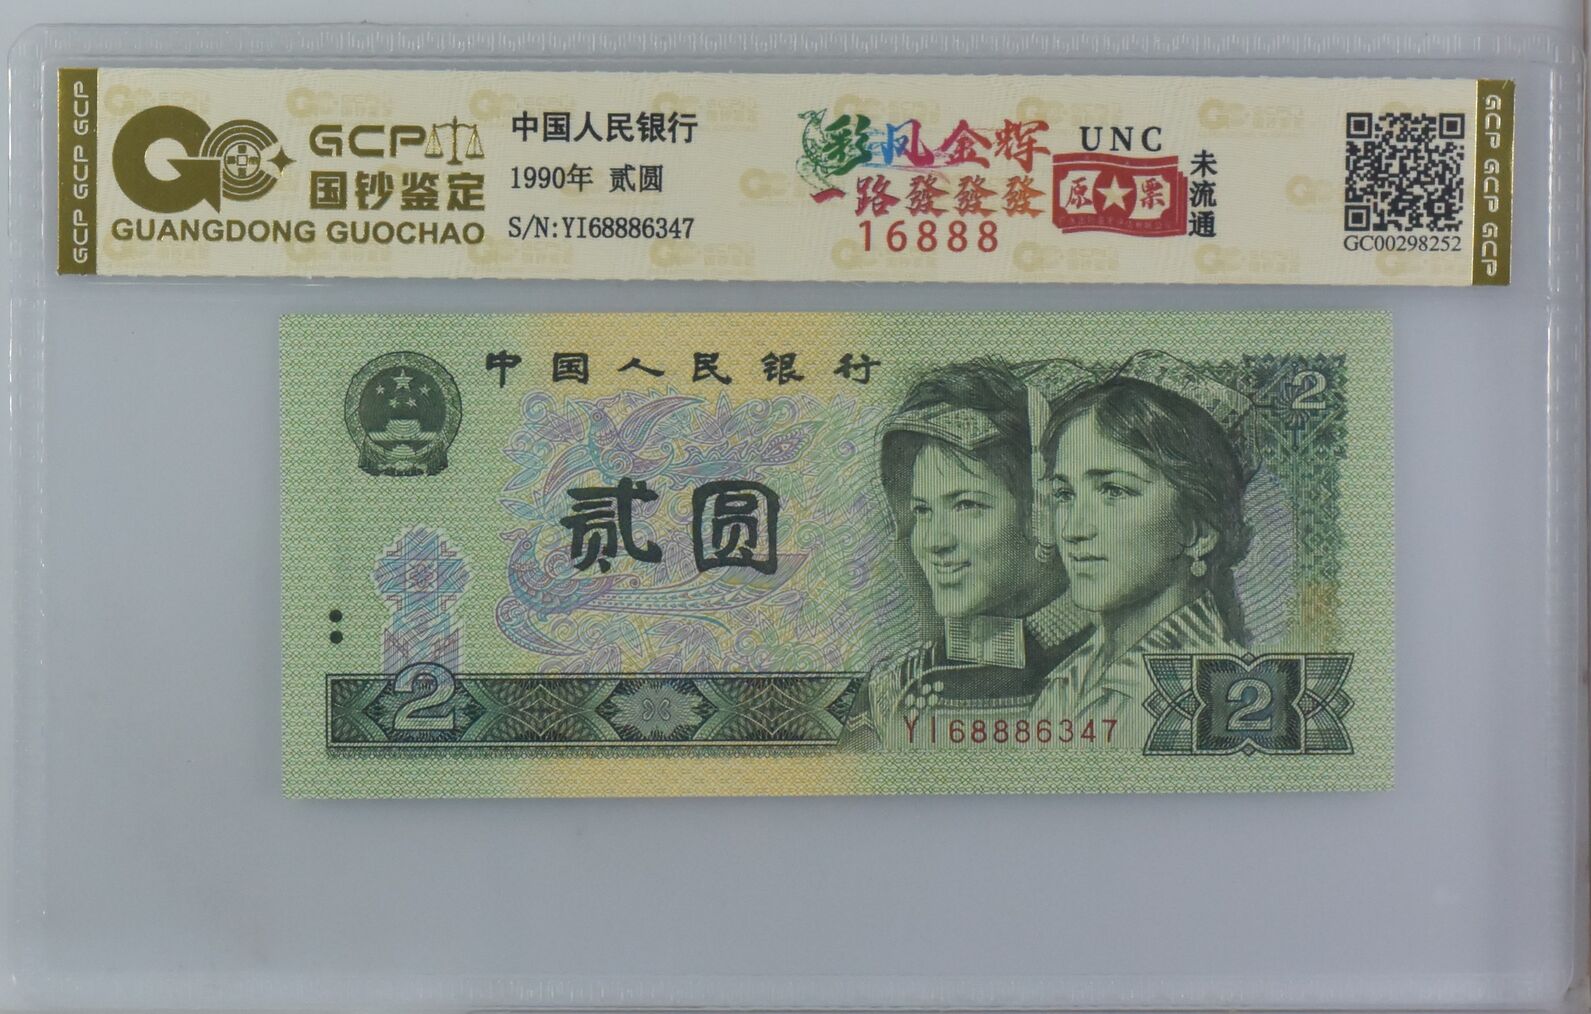 GCP GCP GCP
GCP
国钞鉴定
GUANGDONG GUOCHAO
中国人民银行
1990年 贰圆
S/N:YI68886347
彩凤金辉
一路發發發
16888
UNC
原★票
未流通
GC00298252
GCP GCP GCP
中国人民银行
2
贰圆
2
YI68886347
2